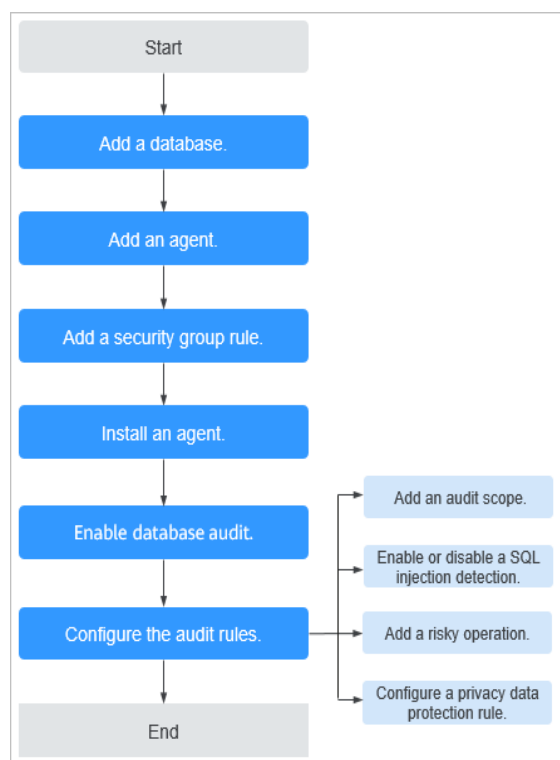 Start
Add a database.
Add an agent.
Add a security group rule.
Install an agent.
Enable database audit.
Configure the audit rules.
Add an audit scope.
Enable or disable a SQL
injection detection.
Add a risky operation.
Configure a privacy data
protection rule.
End